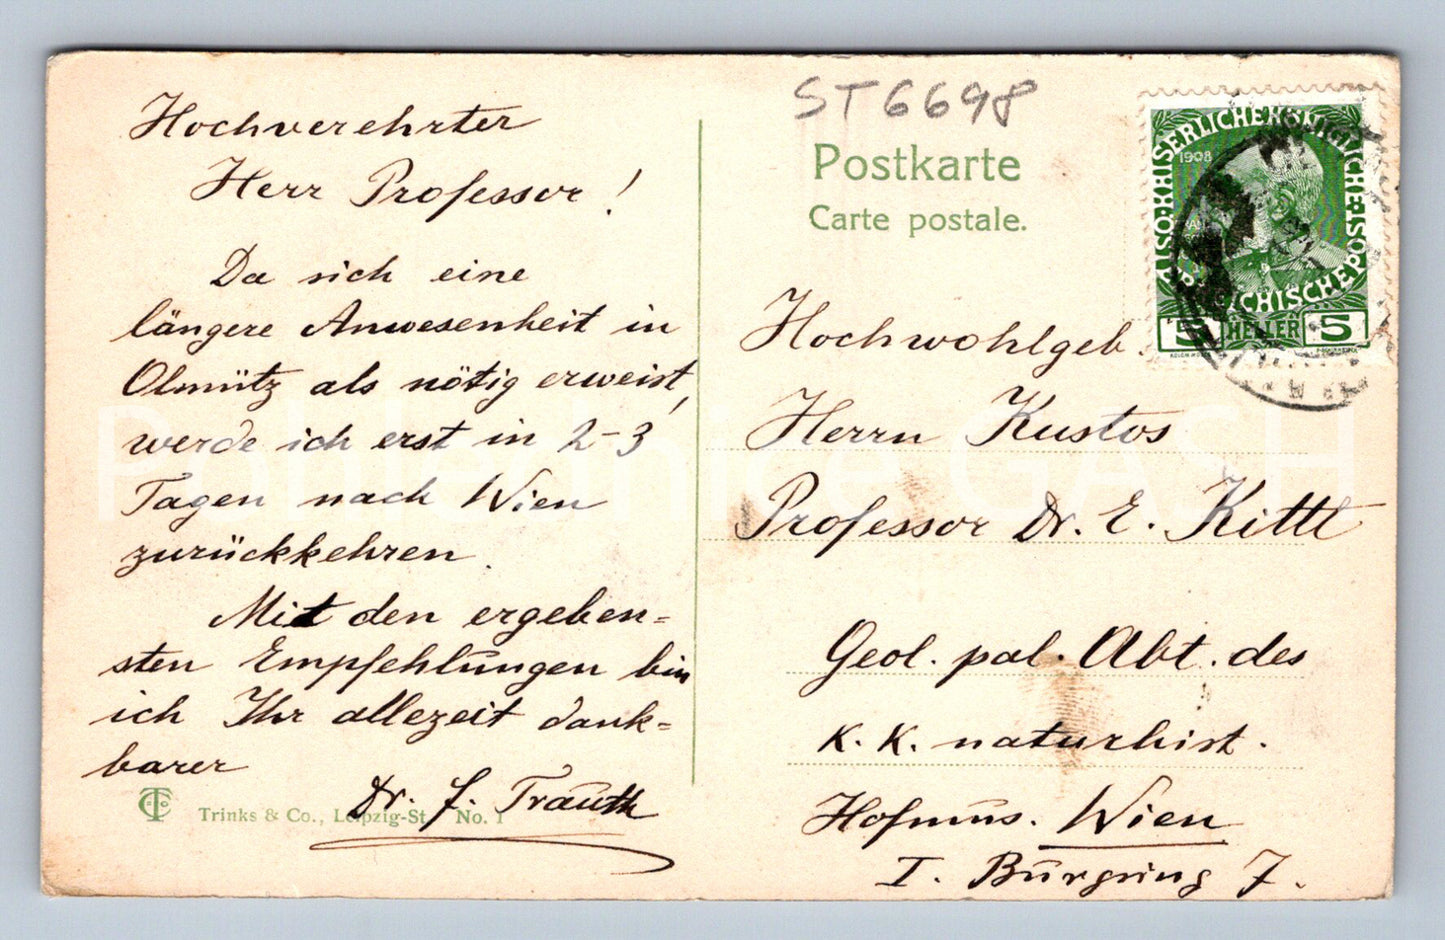 Hochverehrter
Herr Professor!
Da sich eine
längere Anwesenheit in
Olmütz als nötig erweist,
werde ich erst in 2-3
Tagen nach Wien
zurückkehren.
Mit den ergeben=
sten Empfehlungen bin
ich Ihr allezeit dank=
barer
Dr. F. Trauth
Trinks & Co., Leipzig-St. No. 1
ST6698
Postkarte
Carte postale.
KAISERLICHE KÖNIGLICHE
ÖSTERREICHISCHE POST
1908
5 HELLER 5
Hochwohlgeb.
Herrn Kustos
Professor Dr. E. Kittl
Geol. pal. Abt. des
K. K. naturhist.
Hofmus. Wien
I. Burgring 7.
Pohlednice GASH